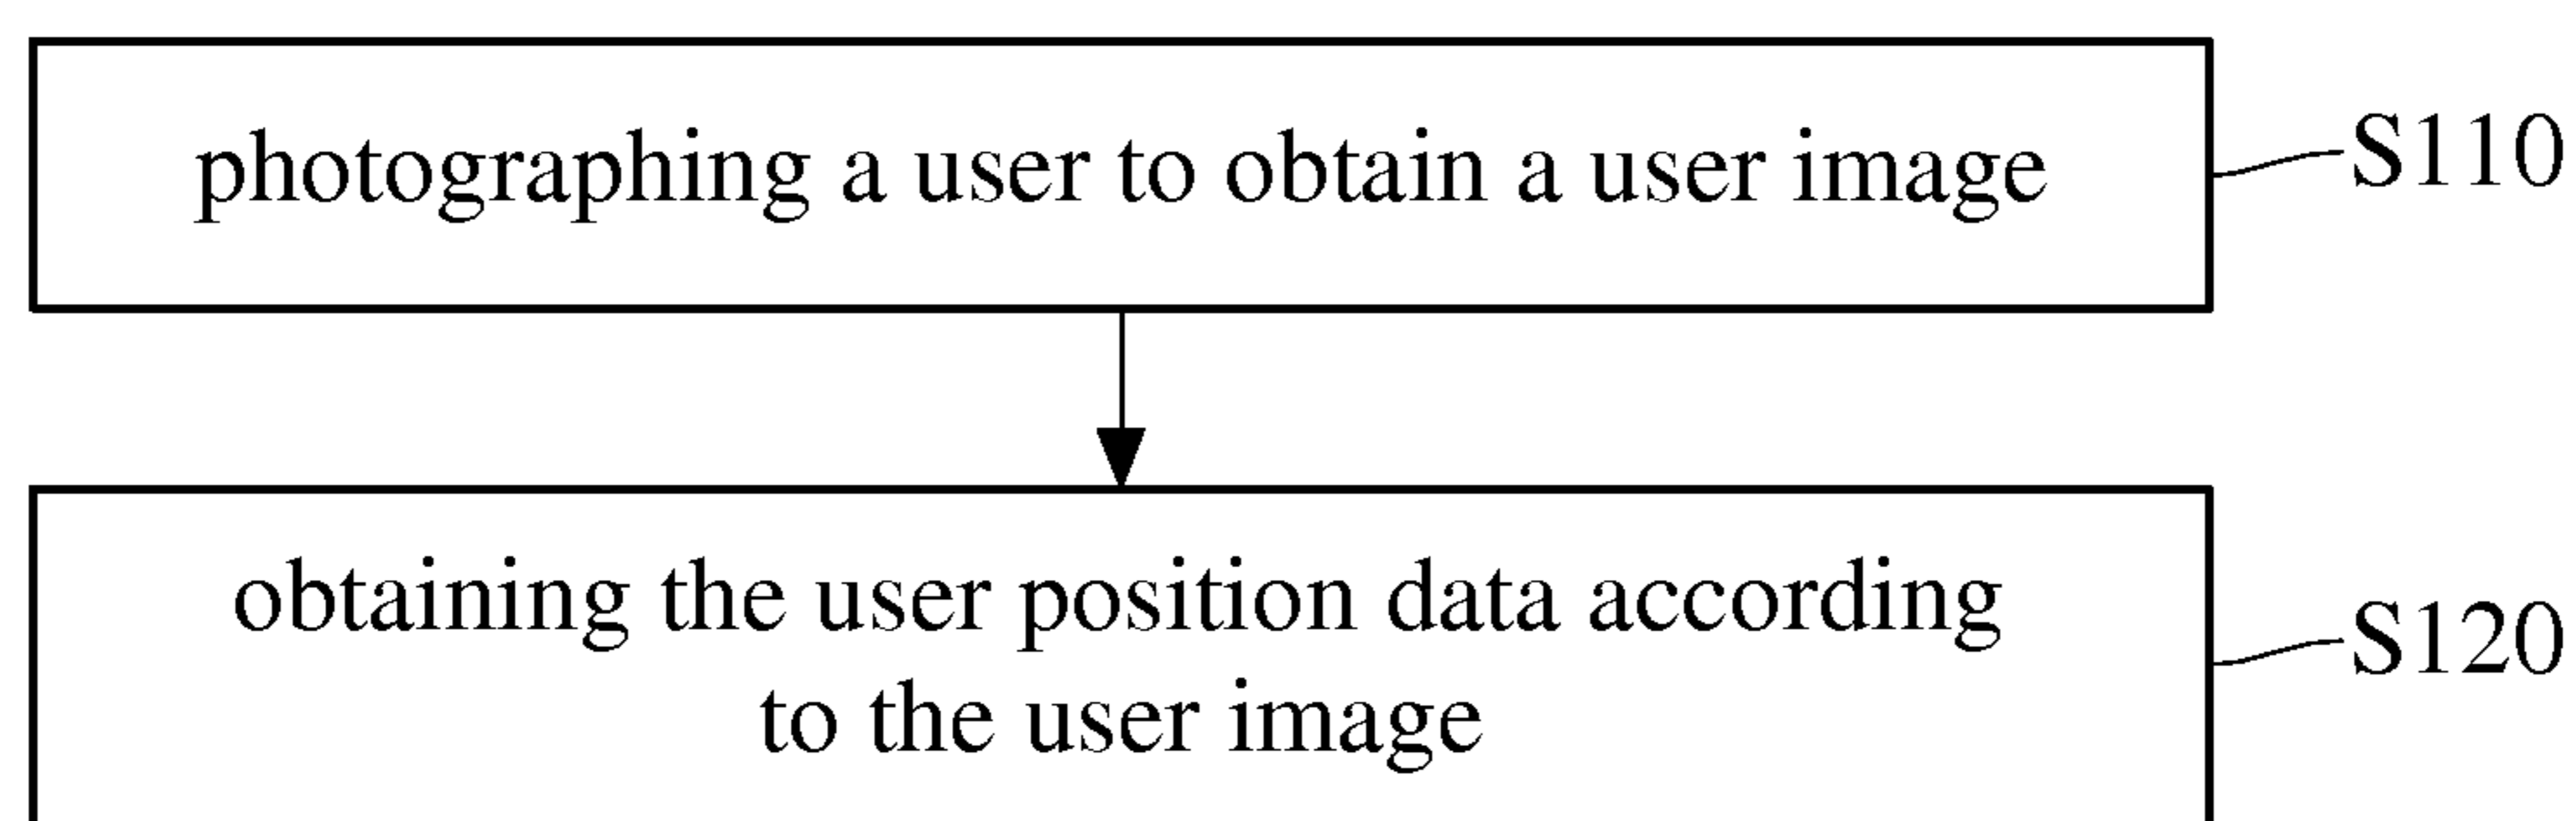 photographing a user to obtain a user image
S110
obtaining the user position data according
to the user image
S120